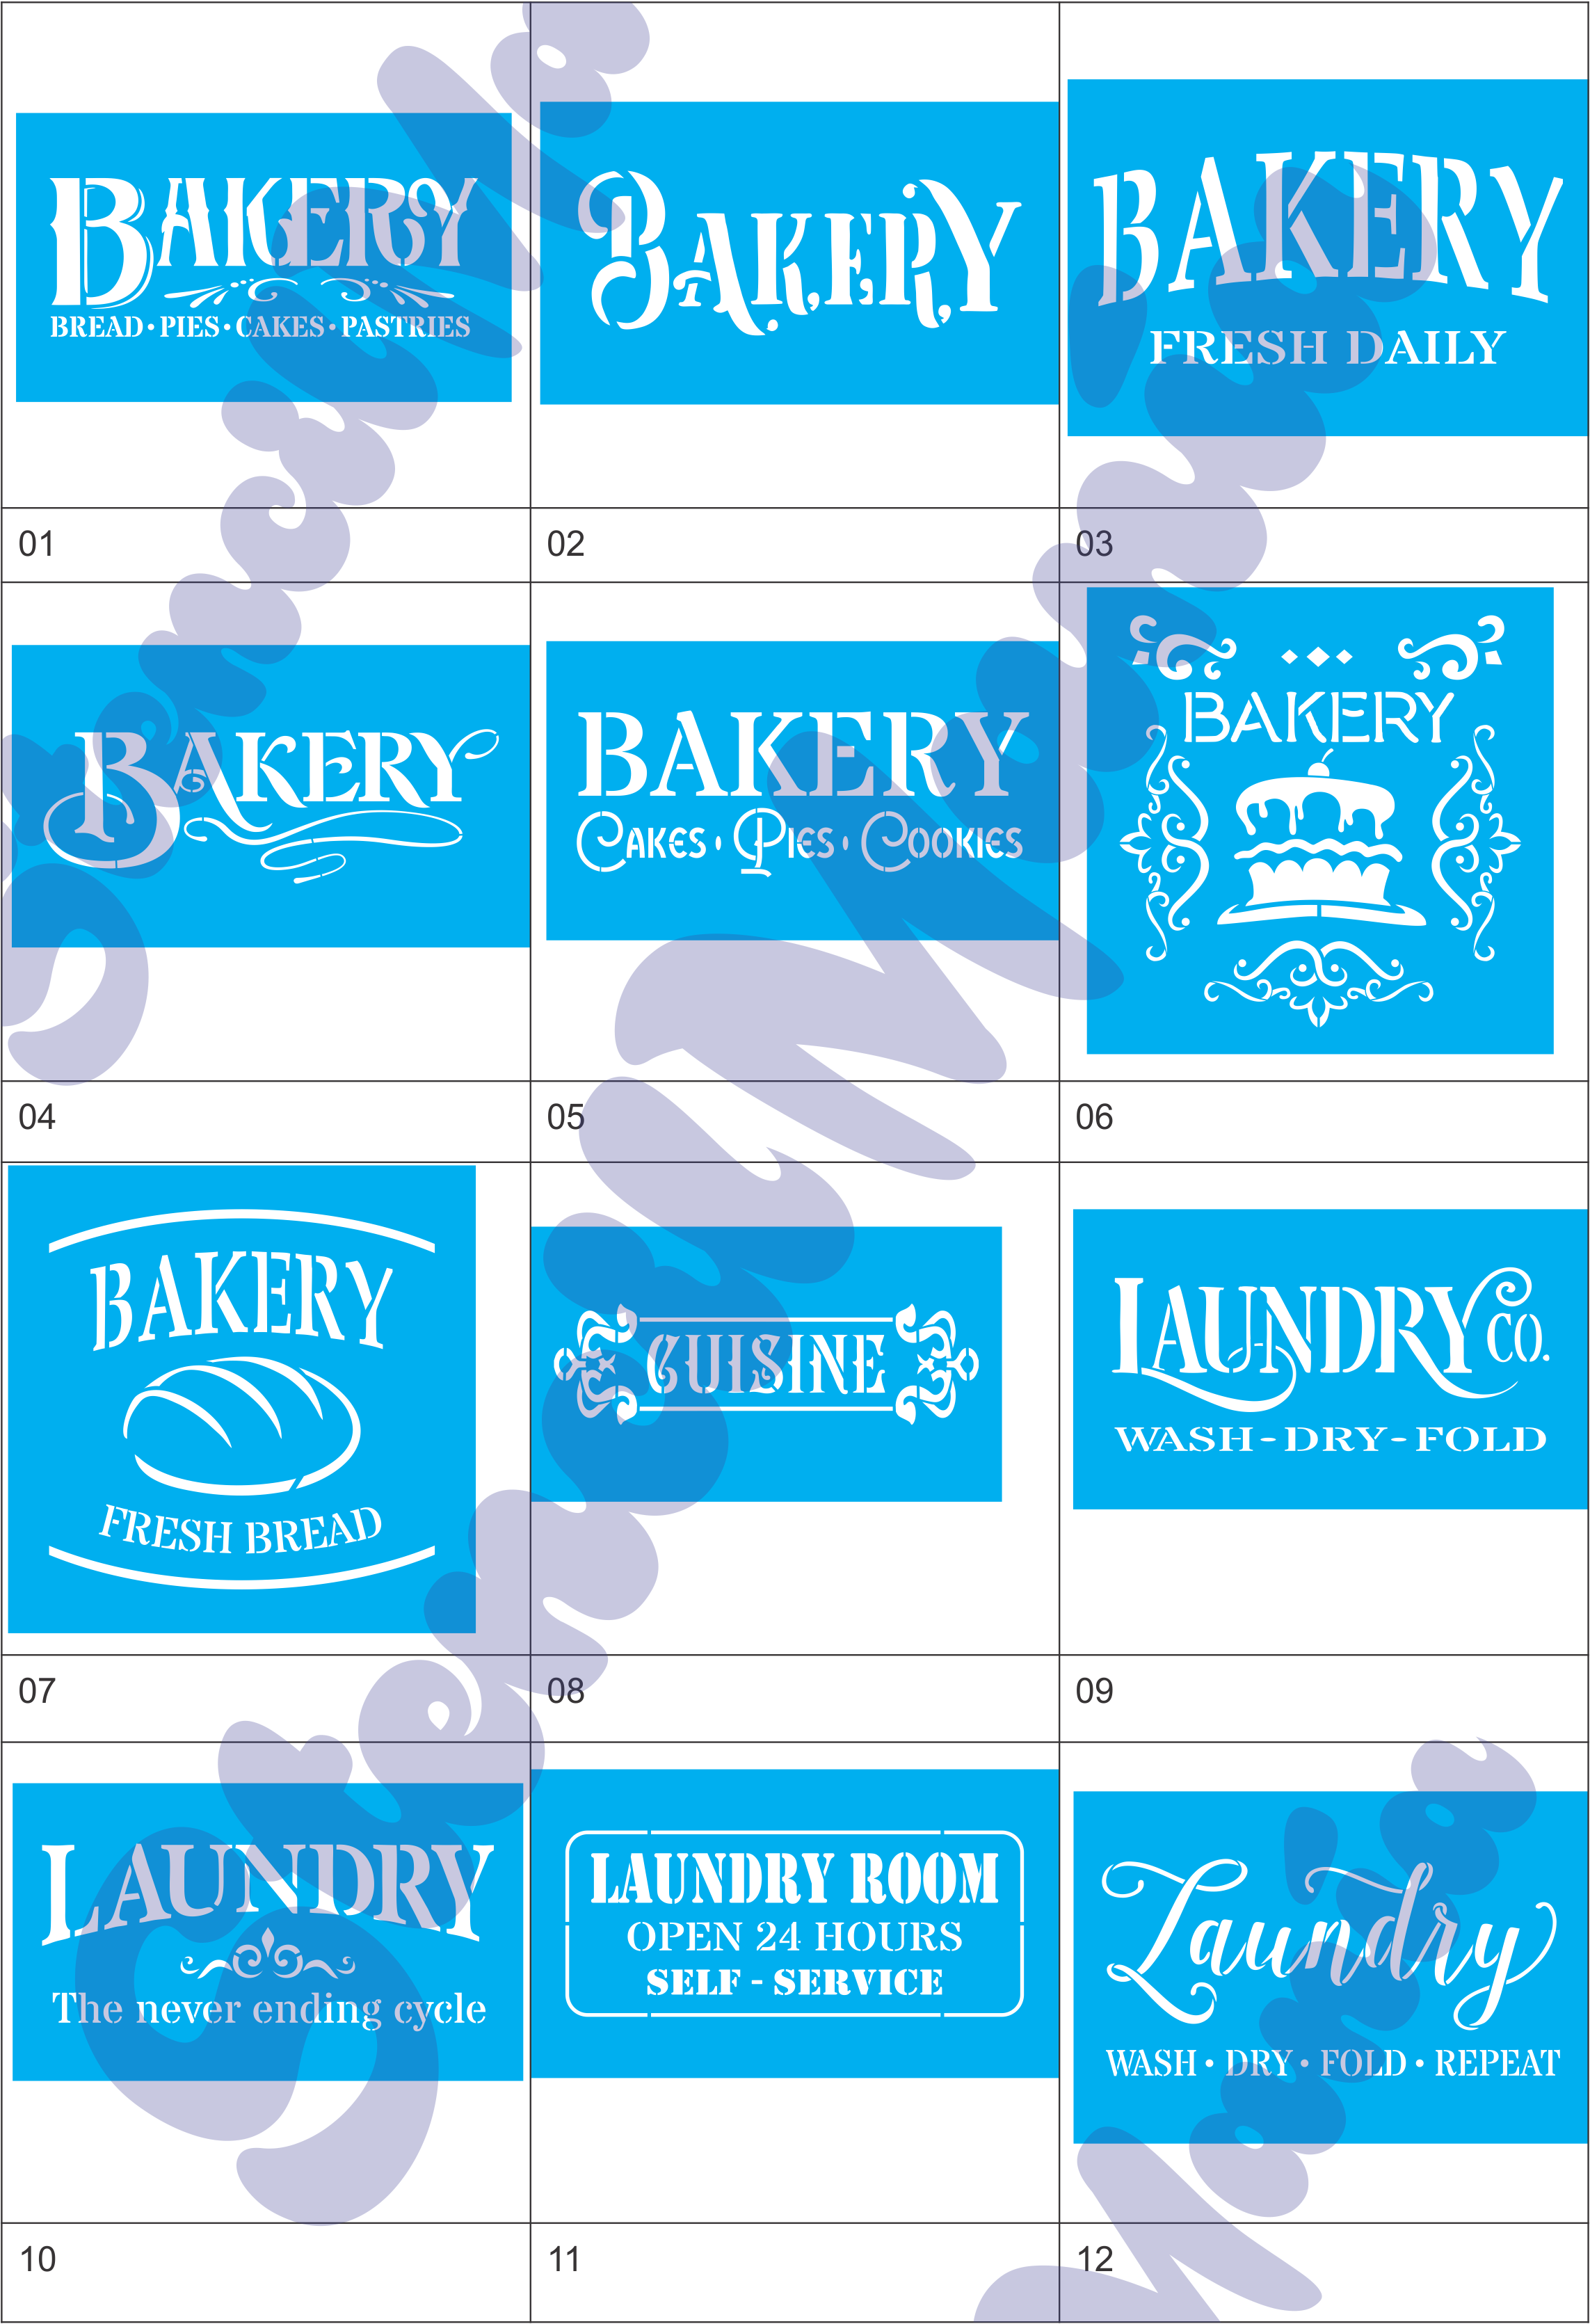 BAKERY
BREAD • PIES • CAKES • PASTRIES
01
BAKERY
02
BAKERY
FRESH DAILY
03
BAKERY
04
BAKERY
CAKES • PIES • COOKIES
05
BAKERY
06
BAKERY
FRESH BREAD
07
CUISINE
08
LAUNDRY CO.
WASH-DRY-FOLD
09
LAUNDRY
The never ending cycle
10
LAUNDRY ROOM
OPEN 24 HOURS
SELF - SERVICE
11
Laundry
WASH • DRY • FOLD • REPEAT
12